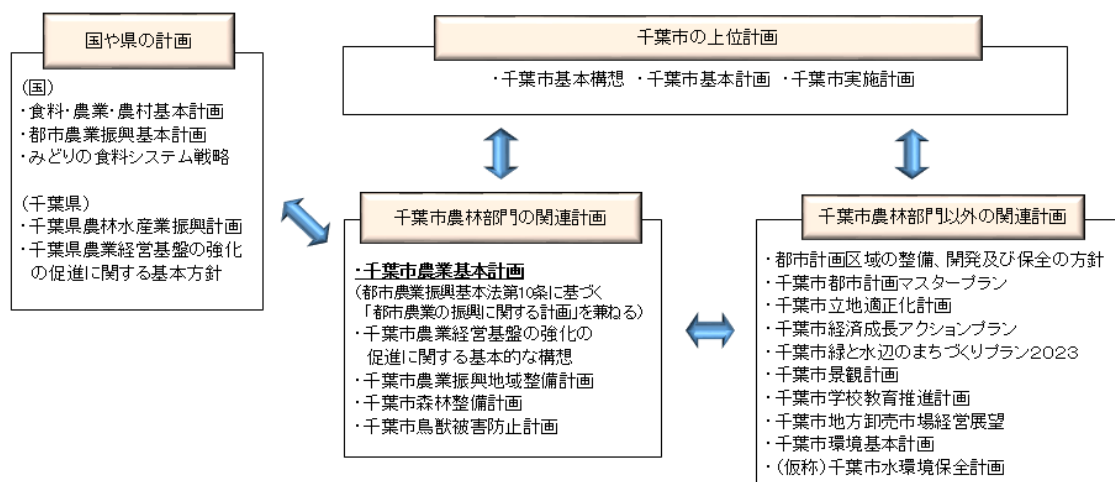 国や県の計画
(国)
・食料・農業・農村基本計画
・都市農業振興基本計画
・みどりの食料システム戦略
(千葉県)
・千葉県農林水産業振興計画
・千葉県農業経営基盤の強化
の促進に関する基本方針
千葉市の上位計画
・千葉市基本構想 ・千葉市基本計画 ・千葉市実施計画
千葉市農林部門の関連計画
・千葉市農業基本計画
(都市農業振興基本法第10条に基づく
「都市農業の振興に関する計画」を兼ねる)
・千葉市農業経営基盤の強化の
促進に関する基本的な構想
・千葉市農業振興地域整備計画
・千葉市森林整備計画
・千葉市鳥獣被害防止計画
千葉市農林部門以外の関連計画
・都市計画区域の整備、開発及び保全の方針
・千葉市都市計画マスタープラン
・千葉市立地適正化計画
・千葉市経済成長アクションプラン
・千葉市緑と水辺のまちづくりプラン2023
・千葉市景観計画
・千葉市学校教育推進計画
・千葉市地方卸売市場経営展望
・千葉市環境基本計画
・(仮称)千葉市水環境保全計画